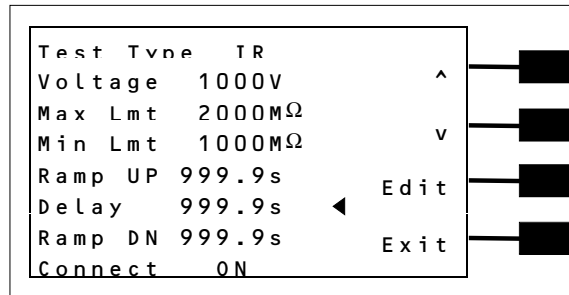 Test Type IR
Voltage 1000V ^
Max Lmt 2000MΩ
Min Lmt 1000MΩ v
Ramp UP 999.9s
Edit
Delay 999.9s ◄
Ramp DN 999.9s
Exit
Connect ON